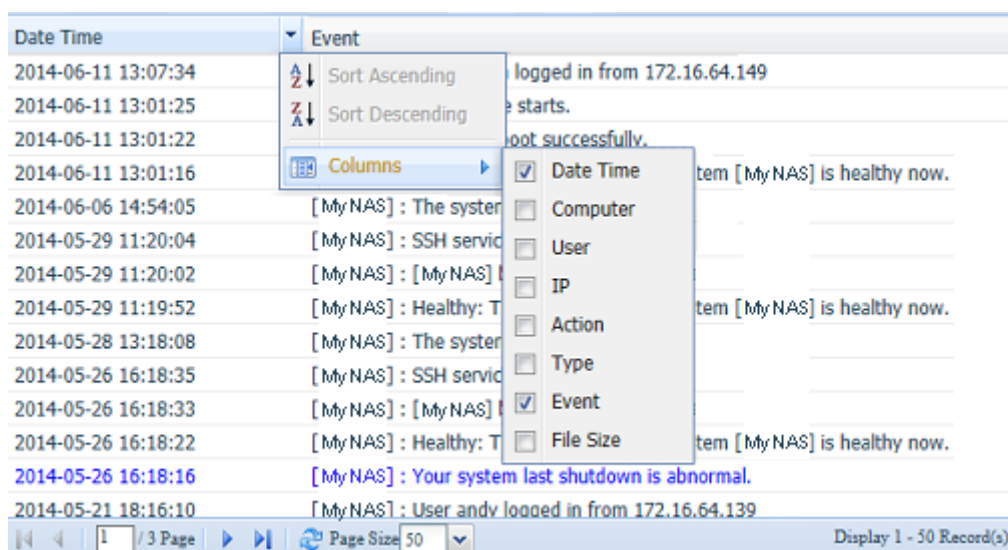 Date Time Event
2014-06-11 13:07:34 logged in from 172.16.64.149
Sort Ascending
2014-06-11 13:01:25 starts.
Sort Descending
2014-06-11 13:01:22 boot successfully.
Columns
2014-06-11 13:01:16 [MyNAS] is healthy now.
Date Time
Computer
User
IP
Action
Type
Event
File Size
2014-06-06 14:54:05 [MyNAS] : The system
2014-05-29 11:20:04 [MyNAS] : SSH servic
2014-05-29 11:20:02 [MyNAS] : [MyNAS]
2014-05-29 11:19:52 [MyNAS] : Healthy: T tem [MyNAS] is healthy now.
2014-05-28 13:18:08 [MyNAS] : The system
2014-05-26 16:18:35 [MyNAS] : SSH servic
2014-05-26 16:18:33 [MyNAS] : [MyNAS]
2014-05-26 16:18:22 [MyNAS] : Healthy: T tem [MyNAS] is healthy now.
2014-05-26 16:18:16 [MyNAS] : Your system last shutdown is abnormal.
2014-05-21 18:16:10 [MyNAS] : User andy logged in from 172.16.64.139
1 / 3 Page Page Size 50 Display 1 - 50 Record(s)